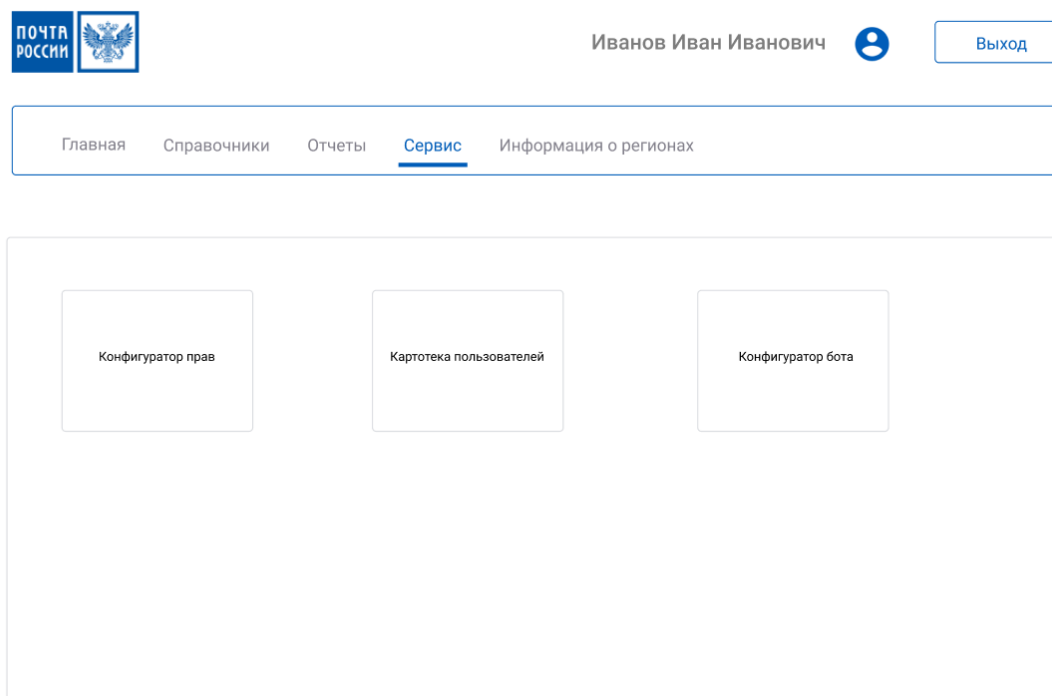 ПОЧТА
РОССИИ
Иванов Иван Иванович
Выход
Главная Справочники Отчеты Сервис Информация о регионах
Конфигуратор прав Картотека пользователей Конфигуратор бота